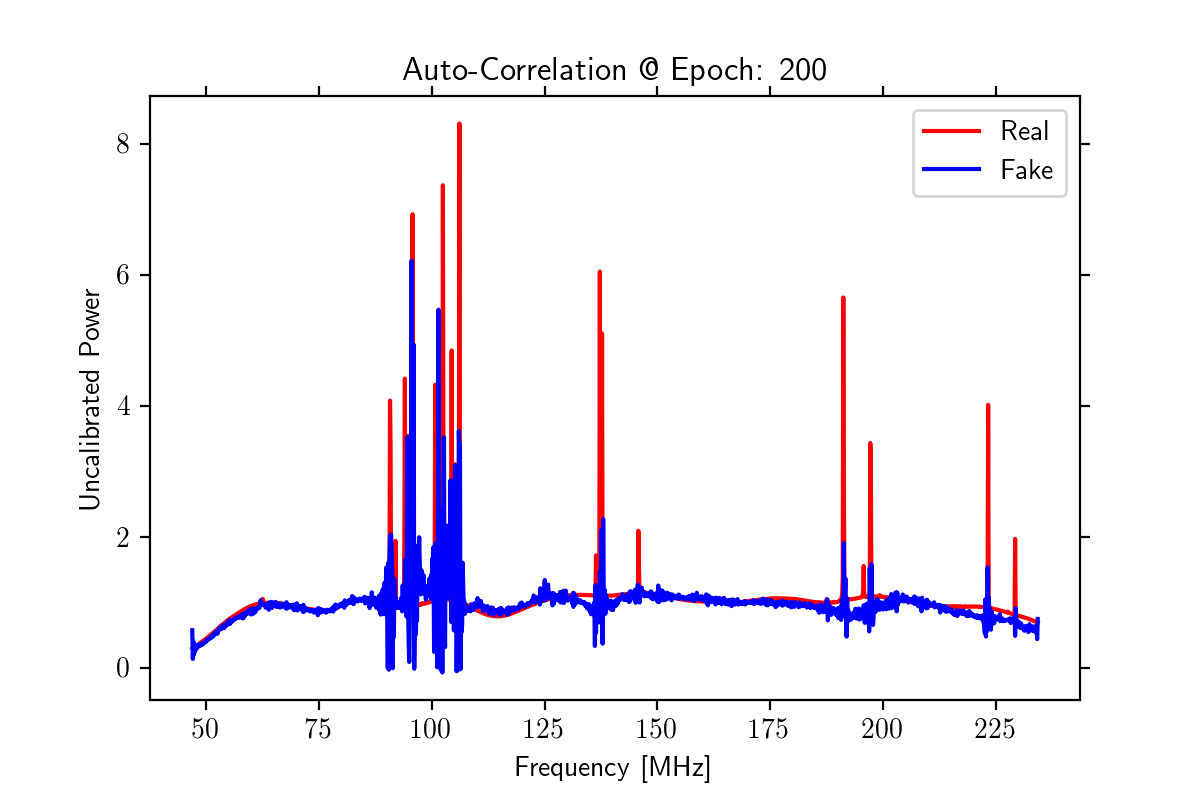 Auto-Correlation @ Epoch: 200
Real
Fake
8
6
4
2
0
Uncalibrated Power
50 75 100 125 150 175 200 225
Frequency [MHz]